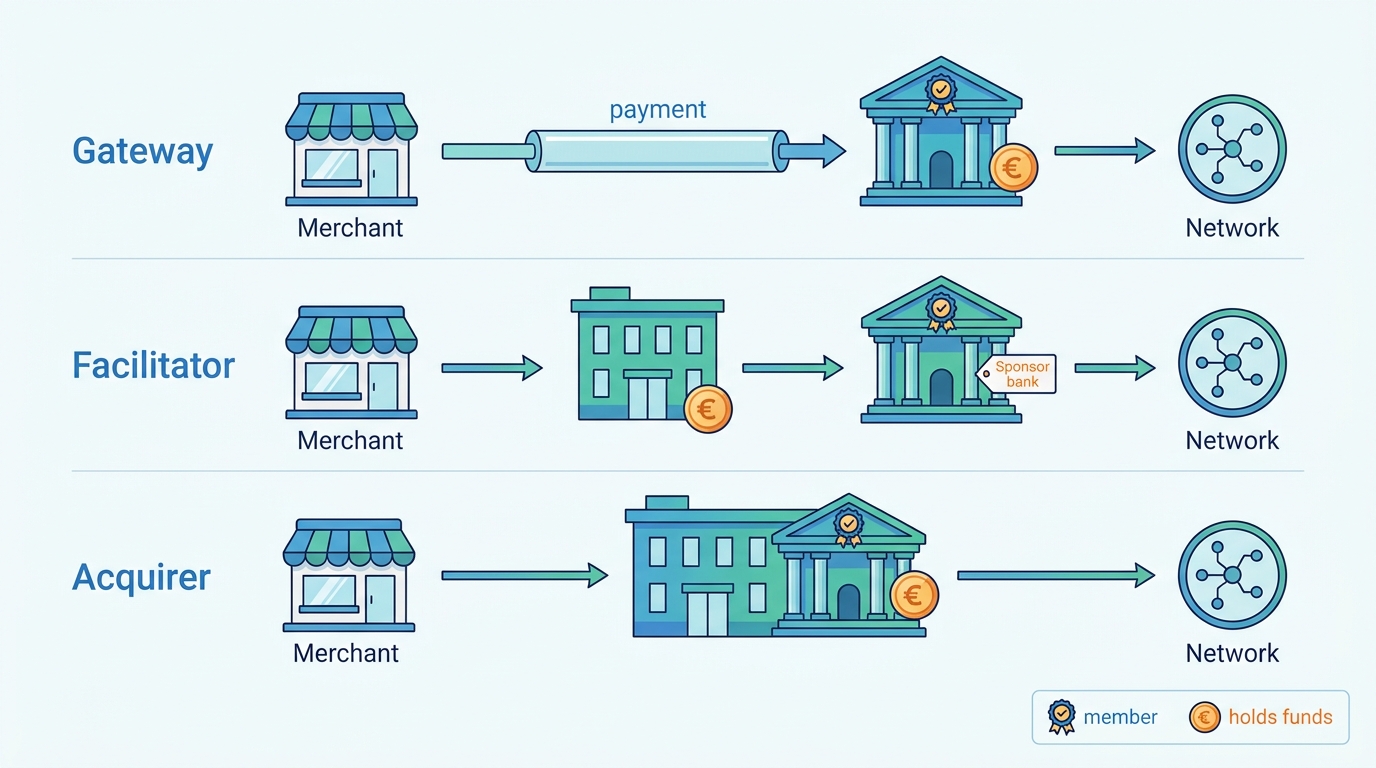 payment
Gateway
€
Merchant
Network
Facilitator
Sponsor
bank
€
Merchant
Network
Acquirer
€
Merchant
Network
member
€ holds funds